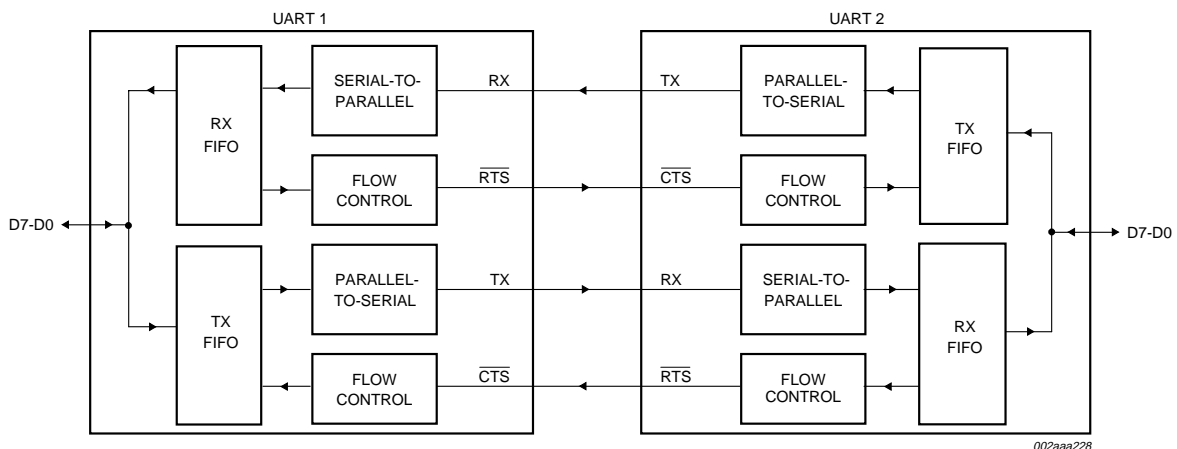 UART 1
UART 2
SERIAL-TO-
PARALLEL
RX
TX
PARALLEL-
TO-SERIAL
RX
FIFO
TX
FIFO
FLOW
CONTROL
RTS
CTS
FLOW
CONTROL
D7-D0
D7-D0
PARALLEL-
TO-SERIAL
TX
RX
SERIAL-TO-
PARALLEL
TX
FIFO
RX
FIFO
FLOW
CONTROL
CTS
RTS
FLOW
CONTROL
002aaa228